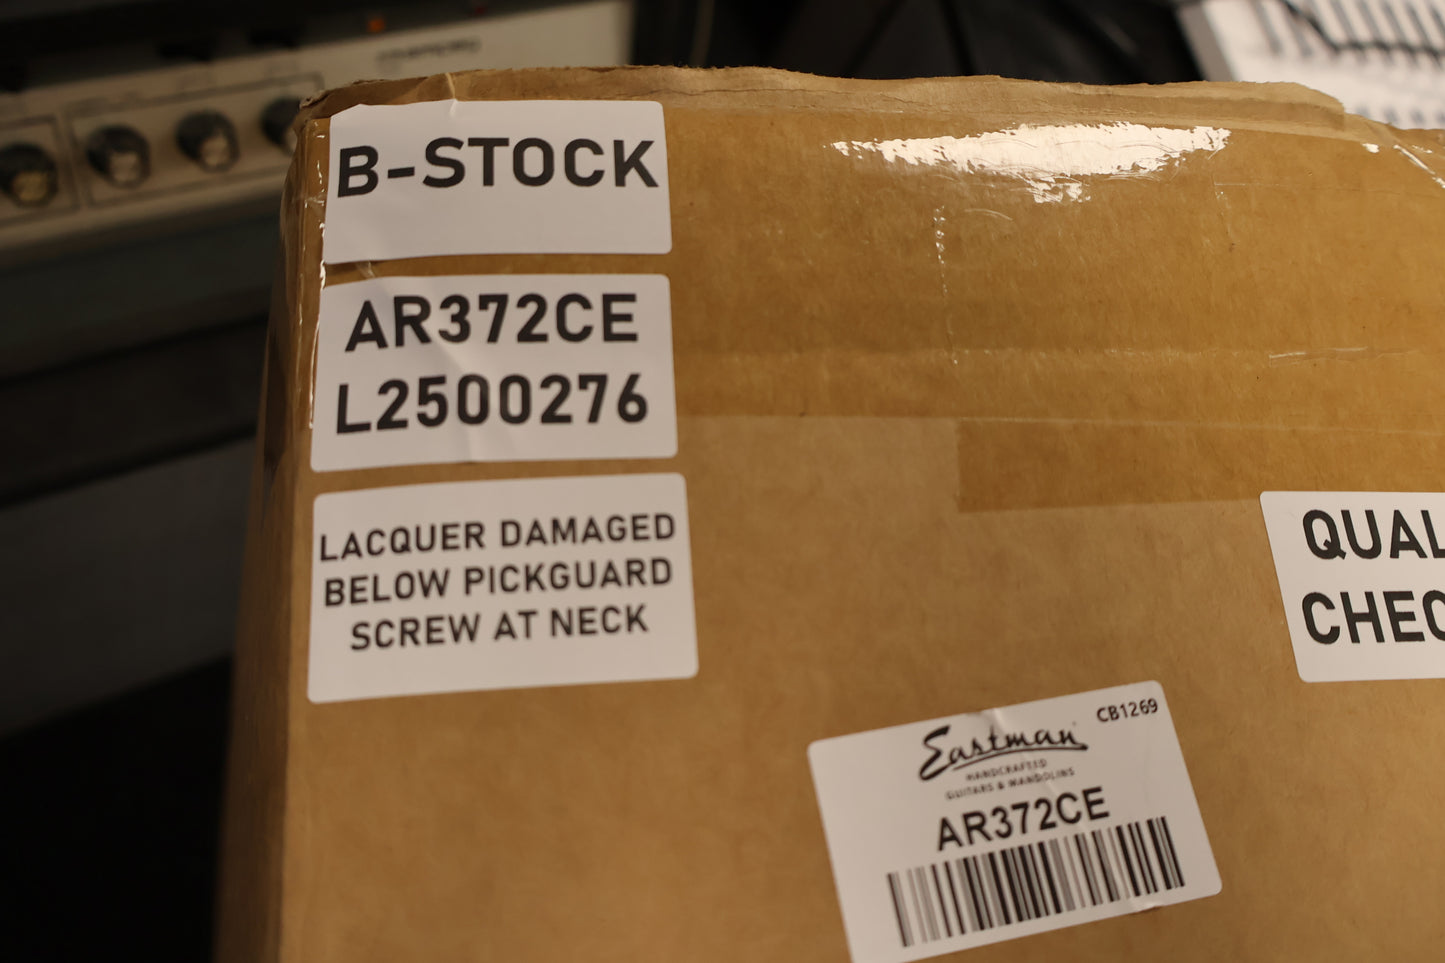 B-STOCK
AR372CE
L2500276
LACQUER DAMAGED
BELOW PICKGUARD
SCREW AT NECK
QUAL
CHEC
CB1269
Eastman
HANDCRAFTED
GUITARS & MANDOLINS
AR372CE